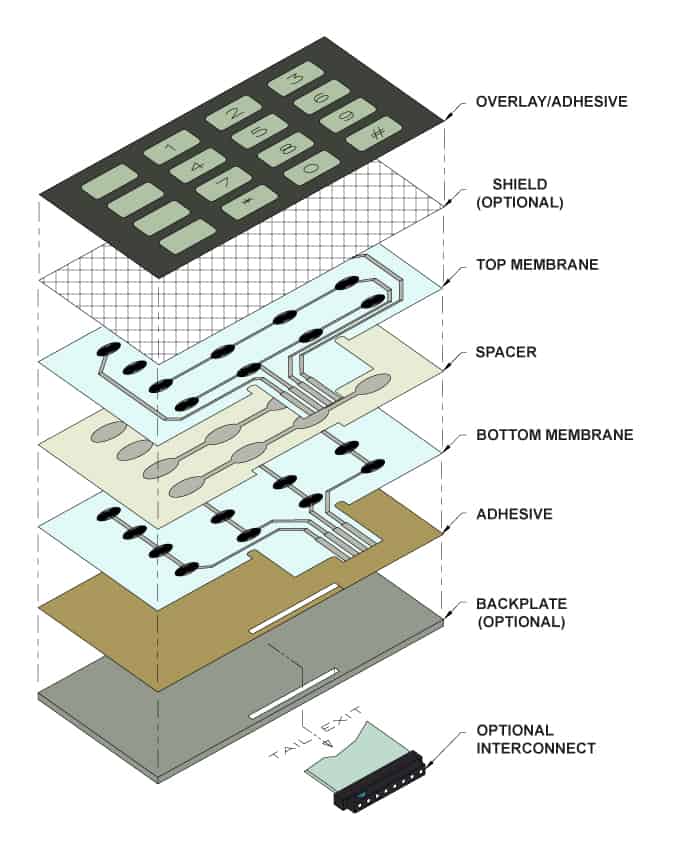 3
2
6
1
5
9
4
8
#
7
0
*
OVERLAY/ADHESIVE
SHIELD
(OPTIONAL)
TOP MEMBRANE
SPACER
BOTTOM MEMBRANE
ADHESIVE
BACKPLATE
(OPTIONAL)
TAIL EXIT
OPTIONAL
INTERCONNECT